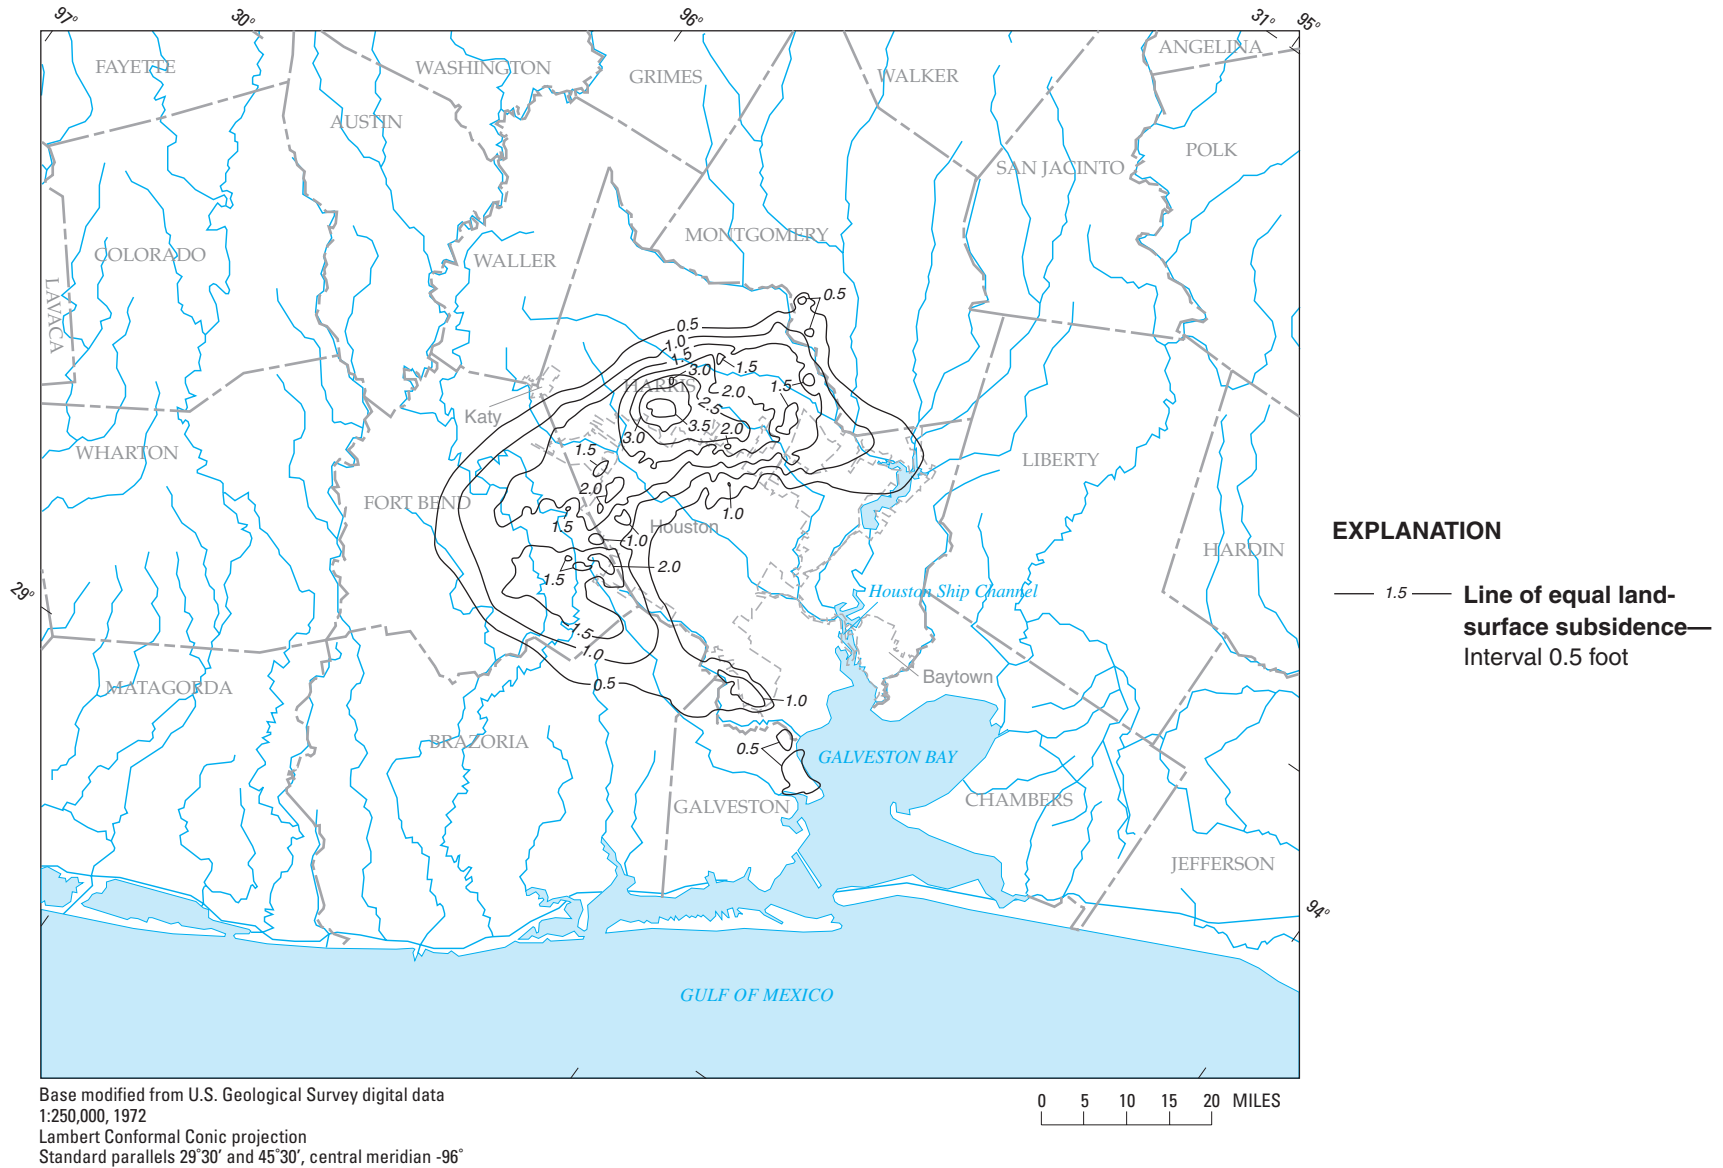 97°
30°
96°
31°
95°
FAYETTE
WASHINGTON
GRIMES
WALKER
ANGELINA
AUSTIN
POLK
SAN JACINTO
COLORADO
WALLER
MONTGOMERY
LAVACA
0.5
0.5
1.0
1.5
3.0
1.5
HARRIS
2.0
1.5
Katy
2.5
3.5
2.0
3.0
WHARTON
1.5
LIBERTY
2.0
FORT BEND
1.0
1.5
Houston
1.0
HARDIN
2.0
1.5
29°
Houston Ship Channel
1.5
1.0
0.5
Baytown
MATAGORDA
1.0
BRAZORIA
0.5
GALVESTON BAY
GALVESTON
CHAMBERS
JEFFERSON
94°
GULF OF MEXICO
EXPLANATION
1.5
Line of equal land-
surface subsidence—
Interval 0.5 foot
Base modified from U.S. Geological Survey digital data
1:250,000, 1972
Lambert Conformal Conic projection
Standard parallels 29°30′ and 45°30′, central meridian -96°
0 5 10 15 20 MILES